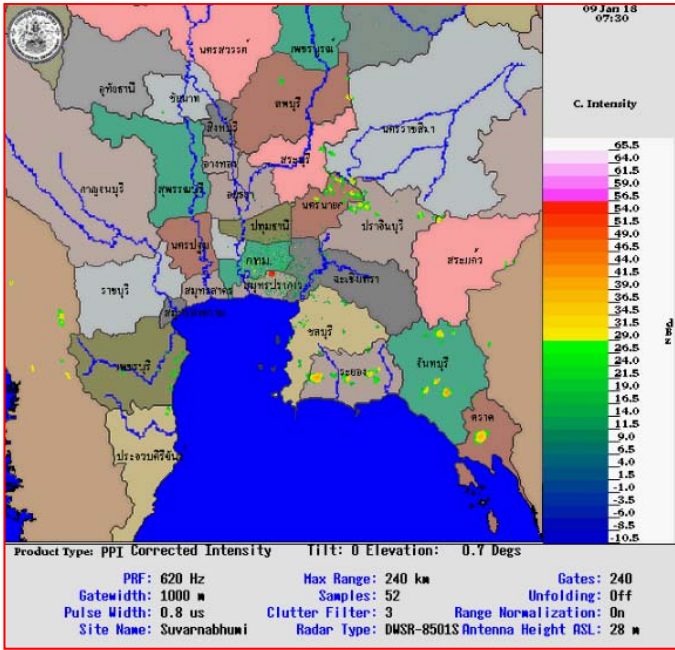 09 Jan 18
07:30
C. Intensity
นครสวรรค์
เพชรบูรณ์
อุทัยธานี
ชัยนาท
ลพบุรี
สิงห์บุรี
นครราชสีมา
อ่างทอง
สระบุรี
กาญจนบุรี
สุพรรณบุรี
อยุธยา
นครนายก
ปราจีนบุรี
ปทุมธานี
นครปฐม
กทม.
สระแก้ว
ราชบุรี
สมุทรสาคร
สมุทรปราการ
ฉะเชิงเทรา
สมุทรสงคราม
ชลบุรี
เพชรบุรี
ระยอง
จันทบุรี
ตราด
ประจวบคีรีขันธ์
65.5
64.0
61.5
59.0
56.5
54.0
51.5
49.0
46.5
44.0
41.5
39.0
36.5
34.0
31.5
29.0
26.5
24.0
21.5
19.0
16.5
14.0
11.5
9.0
6.5
4.0
1.5
-1.0
-3.5
-6.0
-8.5
-10.5
Product Type: PPI Corrected Intensity Tilt: 0 Elevation: 0.7 Degs
PRF: 620 Hz Max Range: 240 km Gates: 240
Gatewidth: 1000 m Samples: 52 Unfolding: Off
Pulse Width: 0.8 us Clutter Filter: 3 Range Normalization: On
Site Name: Suvarnabhumi Radar Type: DWSR-8501S Antenna Height ASL: 28 m